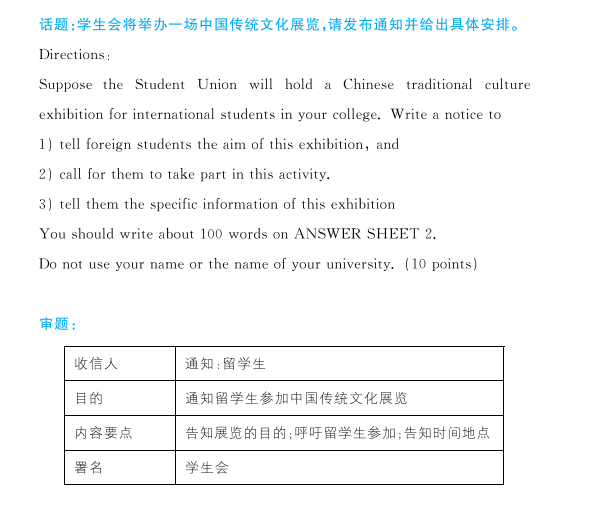 话题:学生会将举办一场中国传统文化展览,请发布通知并给出具体安排。
Directions:
Suppose the Student Union will hold a Chinese traditional culture
exhibition for international students in your college. Write a notice to
1) tell foreign students the aim of this exhibition, and
2) call for them to take part in this activity.
3) tell them the specific information of this exhibition
You should write about 100 words on ANSWER SHEET 2.
Do not use your name or the name of your university. (10 points)
审题:
收信人 通知:留学生
目的 通知留学生参加中国传统文化展览
内容要点 告知展览的目的;呼吁留学生参加;告知时间地点
署名 学生会